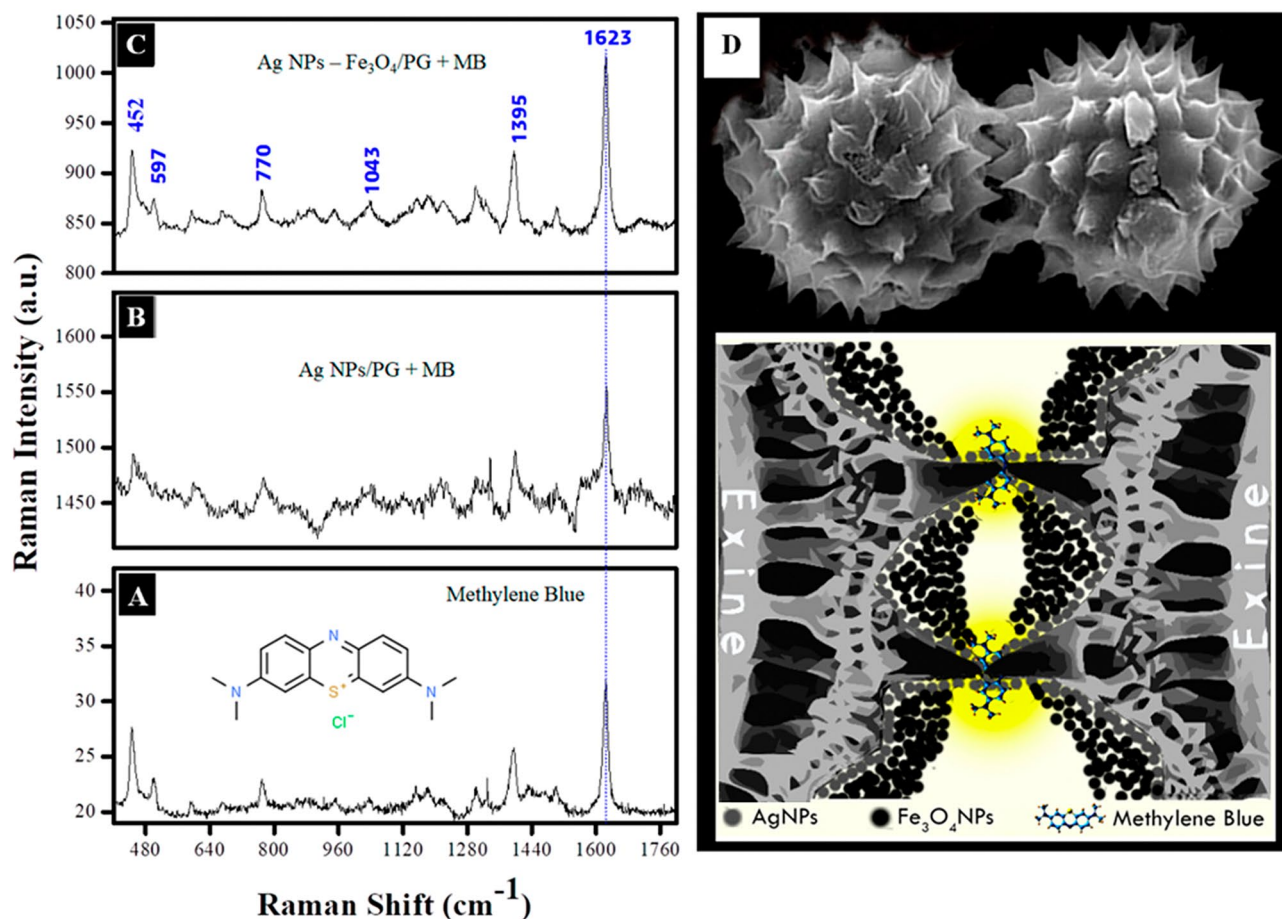 C
Ag NPs – Fe₃O₄/PG + MB
1623
452
597
770
1043
1395
1050
1000
950
900
850
800
B
Ag NPs/PG + MB
1600
1550
1500
1450
A
Methylene Blue
N
N
S⁺
N
Cl⁻
40
35
30
25
20
480 640 800 960 1120 1280 1440 1600 1760
Raman Intensity (a.u.)
Raman Shift (cm⁻¹)
D
Exine
Exine
AgNPs Fe₃O₄NPs Methylene Blue